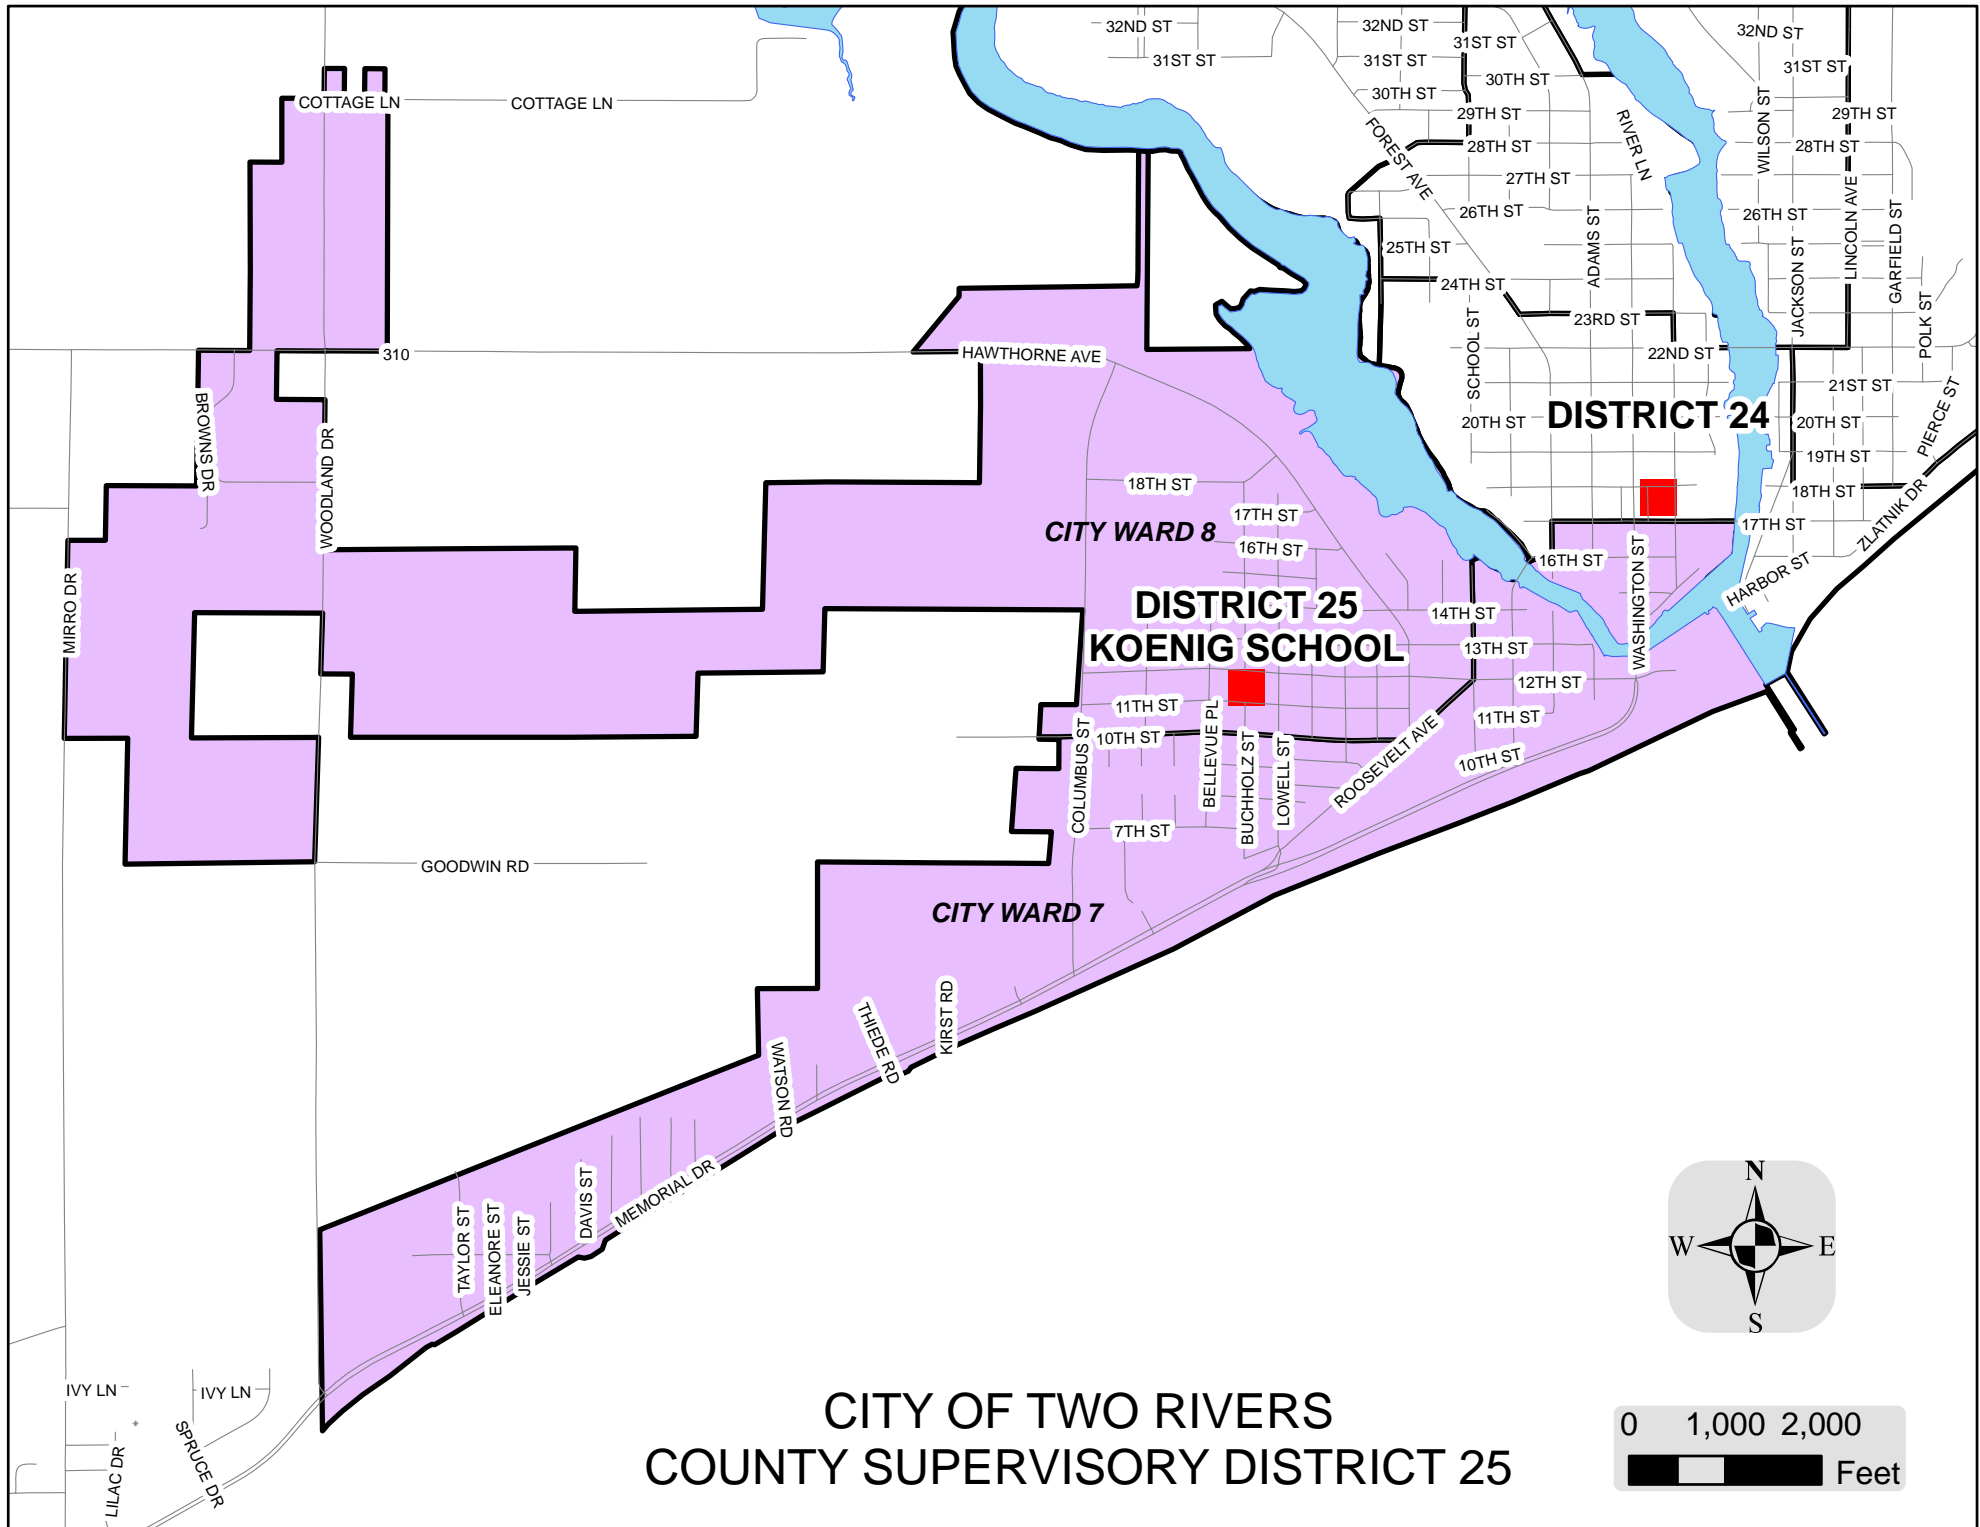 32ND ST
32ND ST
32ND ST
31ST ST
31ST ST
31ST ST
31ST ST
30TH ST
30TH ST
COTTAGE LN
COTTAGE LN
29TH ST
29TH ST
FOREST AVE
RIVER LN
WILSON ST
28TH ST
28TH ST
27TH ST
26TH ST
26TH ST
LINCOLN AVE
GARFIELD ST
ADAMS ST
JACKSON ST
25TH ST
24TH ST
23RD ST
SCHOOL ST
POLK ST
310
HAWTHORNE AVE
22ND ST
21ST ST
BROWNS DR
WOODLAND DR
20TH ST
DISTRICT 24
20TH ST
PIERCE ST
19TH ST
18TH ST
18TH ST
17TH ST
CITY WARD 8
17TH ST
ZLATNIK DR
16TH ST
16TH ST
WASHINGTON ST
HARBOR ST
MIRRO DR
DISTRICT 25
KOENIG SCHOOL
14TH ST
13TH ST
12TH ST
11TH ST
11TH ST
BELLEVUE PL
COLUMBUS ST
10TH ST
BUCHHOLZ ST
LOWELL ST
ROOSEVELT AVE
10TH ST
7TH ST
GOODWIN RD
CITY WARD 7
THIEDE RD
KIRST RD
WATSON RD
MEMORIAL DR
DAVIS ST
TAYLOR ST
ELEANORE ST
JESSIE ST
N
W
E
S
IVY LN
IVY LN
SPRUCE DR
LILAC DR
CITY OF TWO RIVERS
COUNTY SUPERVISORY DISTRICT 25
0 1,000 2,000
Feet